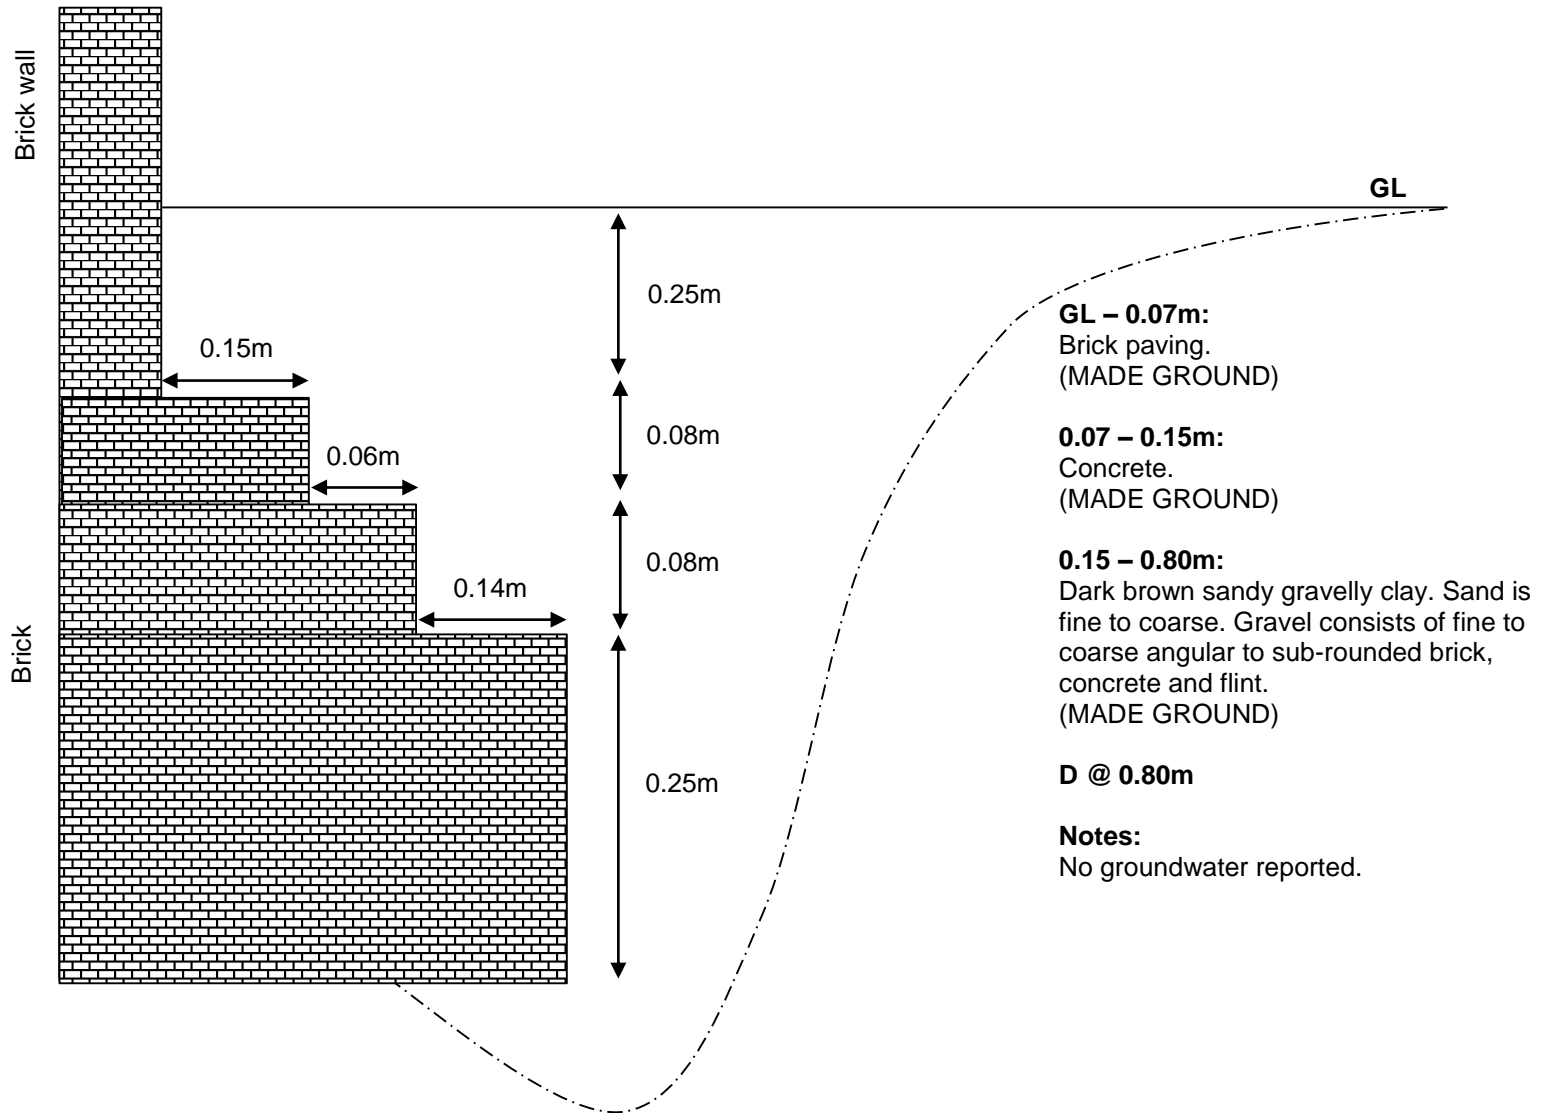 Brick wall
GL
0.25m
0.15m
0.08m
0.06m
0.08m
0.14m
Brick
0.25m
GL – 0.07m:
Brick paving.
(MADE GROUND)
0.07 – 0.15m:
Concrete.
(MADE GROUND)
0.15 – 0.80m:
Dark brown sandy gravelly clay. Sand is
fine to coarse. Gravel consists of fine to
coarse angular to sub-rounded brick,
concrete and flint.
(MADE GROUND)
D @ 0.80m
Notes:
No groundwater reported.